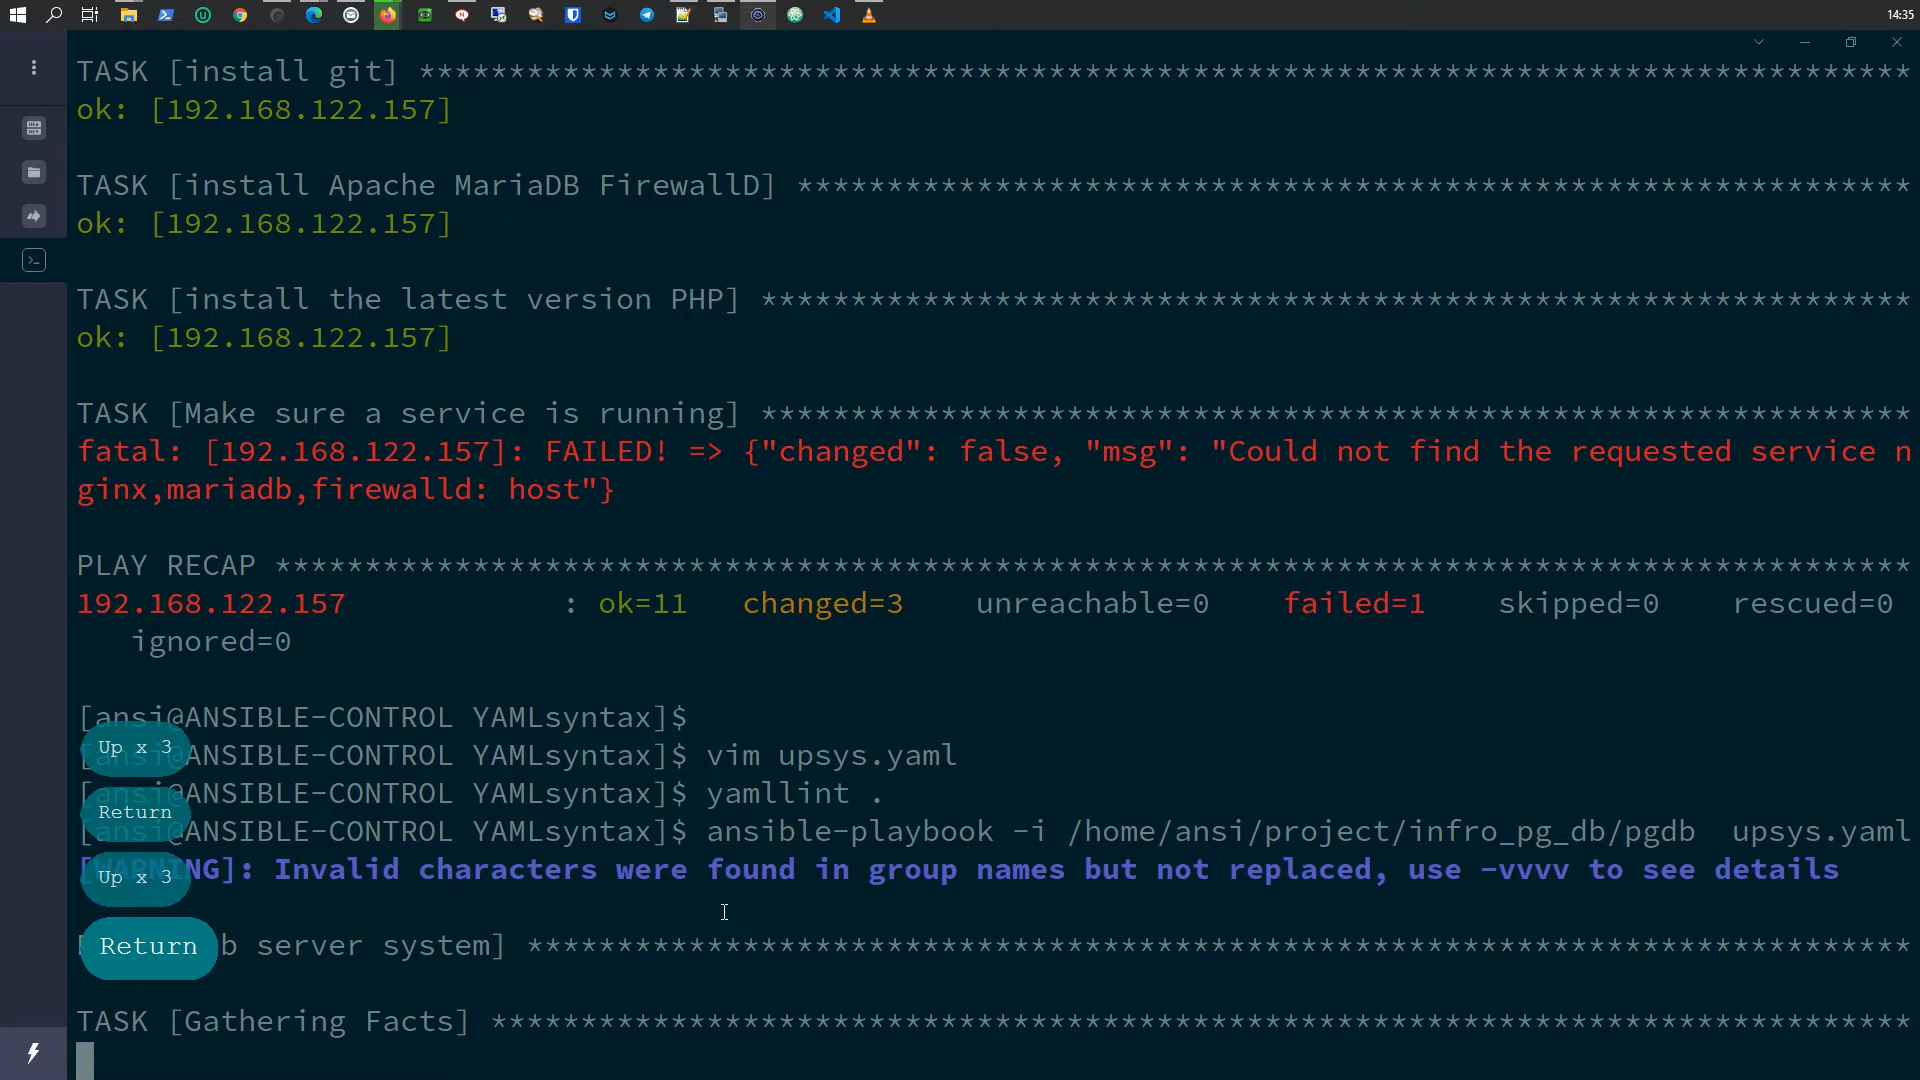 14:35
TASK [install git] ***********************************************************************************
ok: [192.168.122.157]
TASK [install Apache MariaDB FirewallD] **************************************************************
ok: [192.168.122.157]
TASK [install the latest version PHP] ****************************************************************
ok: [192.168.122.157]
TASK [Make sure a service is running] ****************************************************************
fatal: [192.168.122.157]: FAILED! => {"changed": false, "msg": "Could not find the requested service n
ginx,mariadb,firewalld: host"}
PLAY RECAP *******************************************************************************************
192.168.122.157 : ok=11 changed=3 unreachable=0 failed=1 skipped=0 rescued=0
ignored=0
[ansi@ANSIBLE-CONTROL YAMLsyntax]$
Up x 3
[ansi@ANSIBLE-CONTROL YAMLsyntax]$ vim upsys.yaml
[ansi@ANSIBLE-CONTROL YAMLsyntax]$ yamllint .
Return
[ansi@ANSIBLE-CONTROL YAMLsyntax]$ ansible-playbook -i /home/ansi/project/infro_pg_db/pgdb upsys.yaml
[WARNING]: Invalid characters were found in group names but not replaced, use -vvvv to see details
Up x 3
Return
server system] *****************************************************************************
TASK [Gathering Facts] *******************************************************************************